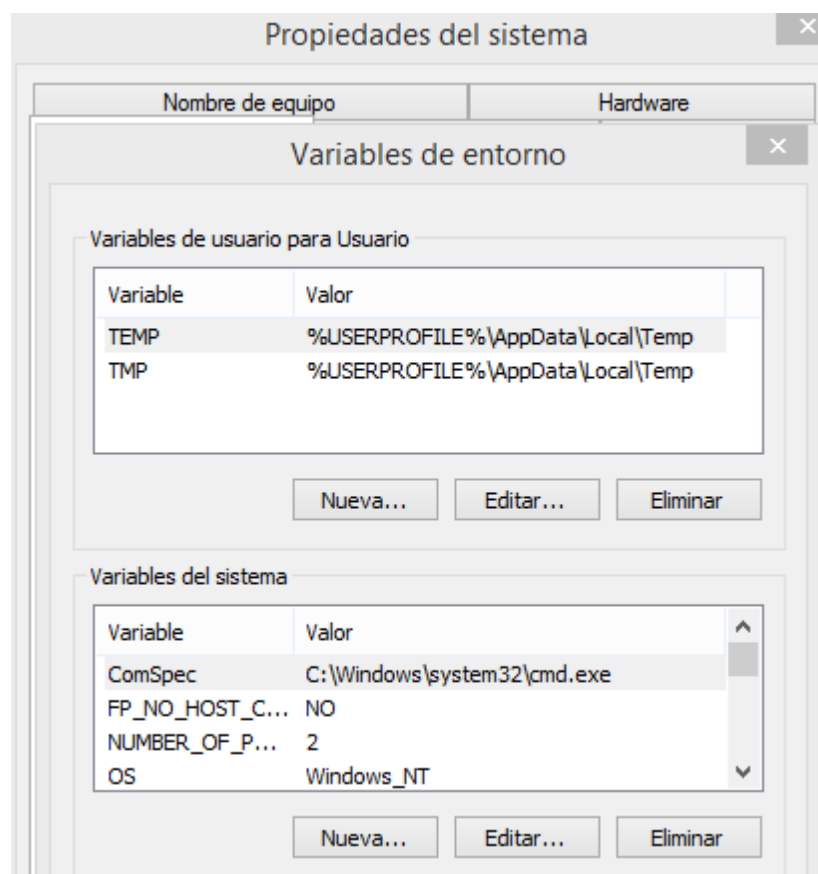 Propiedades del sistema
Nombre de equipo Hardware
Variables de entorno
Variables de usuario para Usuario
Variable Valor
TEMP %USERPROFILE%\AppData\Local\Temp
TMP %USERPROFILE%\AppData\Local\Temp
Nueva... Editar... Eliminar
Variables del sistema
Variable Valor
ComSpec C:\Windows\system32\cmd.exe
FP_NO_HOST_C... NO
NUMBER_OF_P... 2
OS Windows_NT
Nueva... Editar... Eliminar